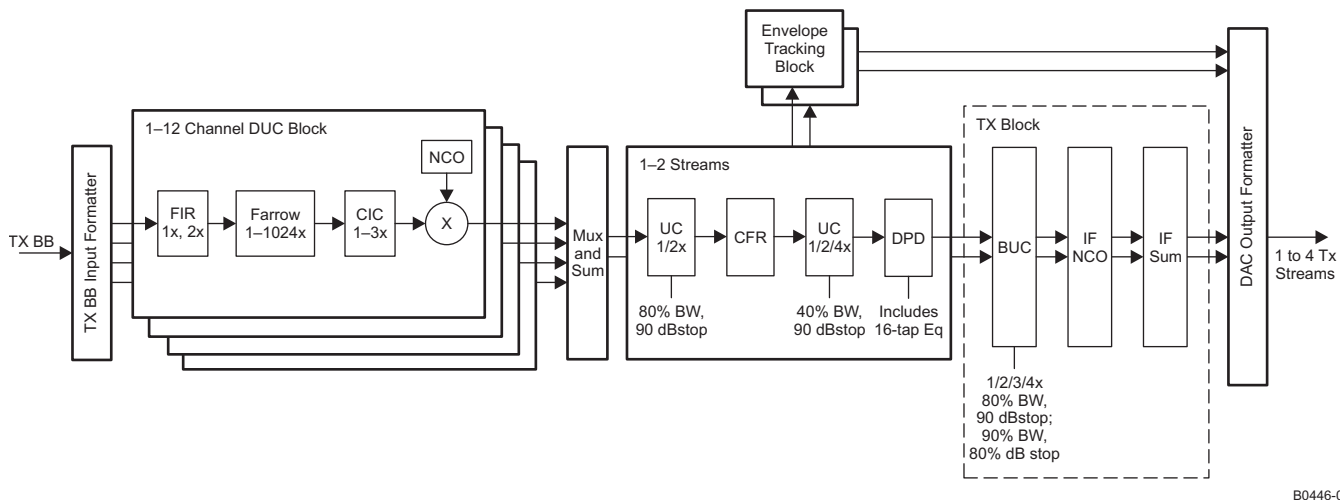 Envelope
Tracking
Block
1–12 Channel DUC Block
NCO
FIR
1x, 2x
Farrow
1–1024x
CIC
1–3x
X
TX BB
TX BB Input Formatter
Mux
and
Sum
1–2 Streams
UC
1/2x
CFR
UC
1/2/4x
DPD
80% BW,
90 dBstop
40% BW,
90 dBstop
Includes
16-tap Eq
TX Block
BUC
IF
NCO
IF
Sum
1/2/3/4x
80% BW,
90 dBstop;
90% BW,
80% dB stop
DAC Output Formatter
1 to 4 Tx
Streams